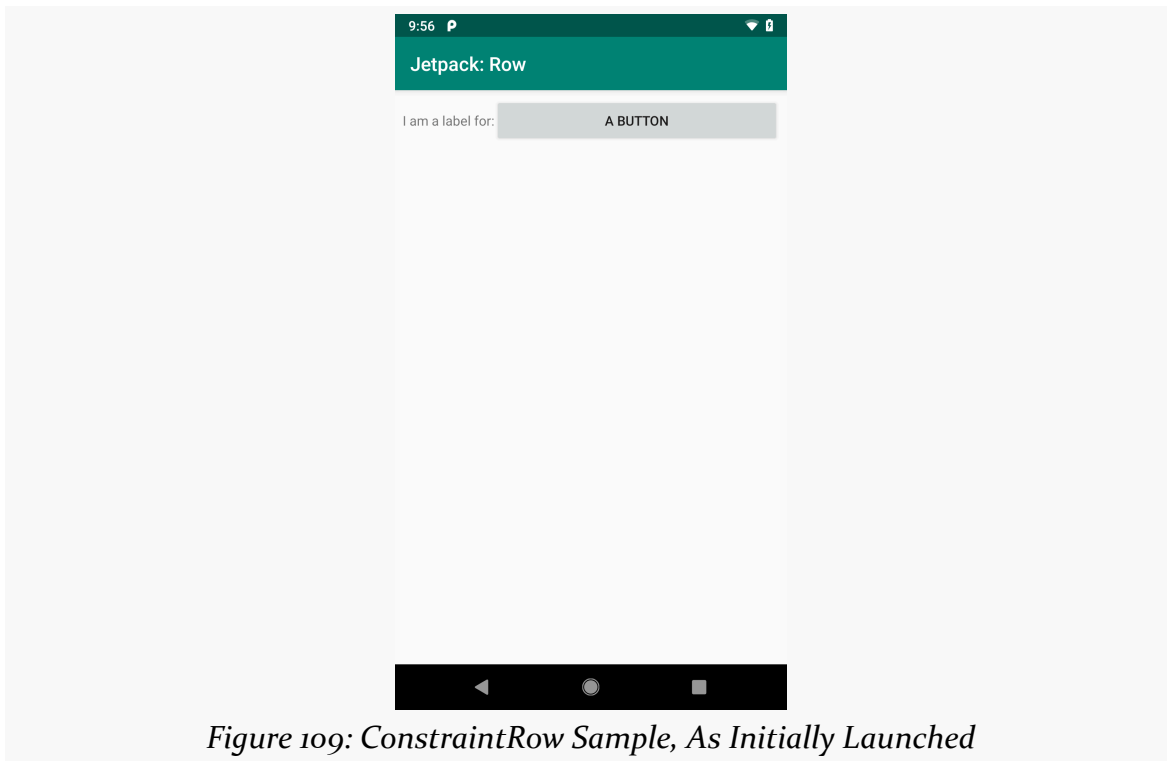 9:56
Jetpack: Row
I am a label for: A BUTTON
Figure 109: ConstraintRow Sample, As Initially Launched